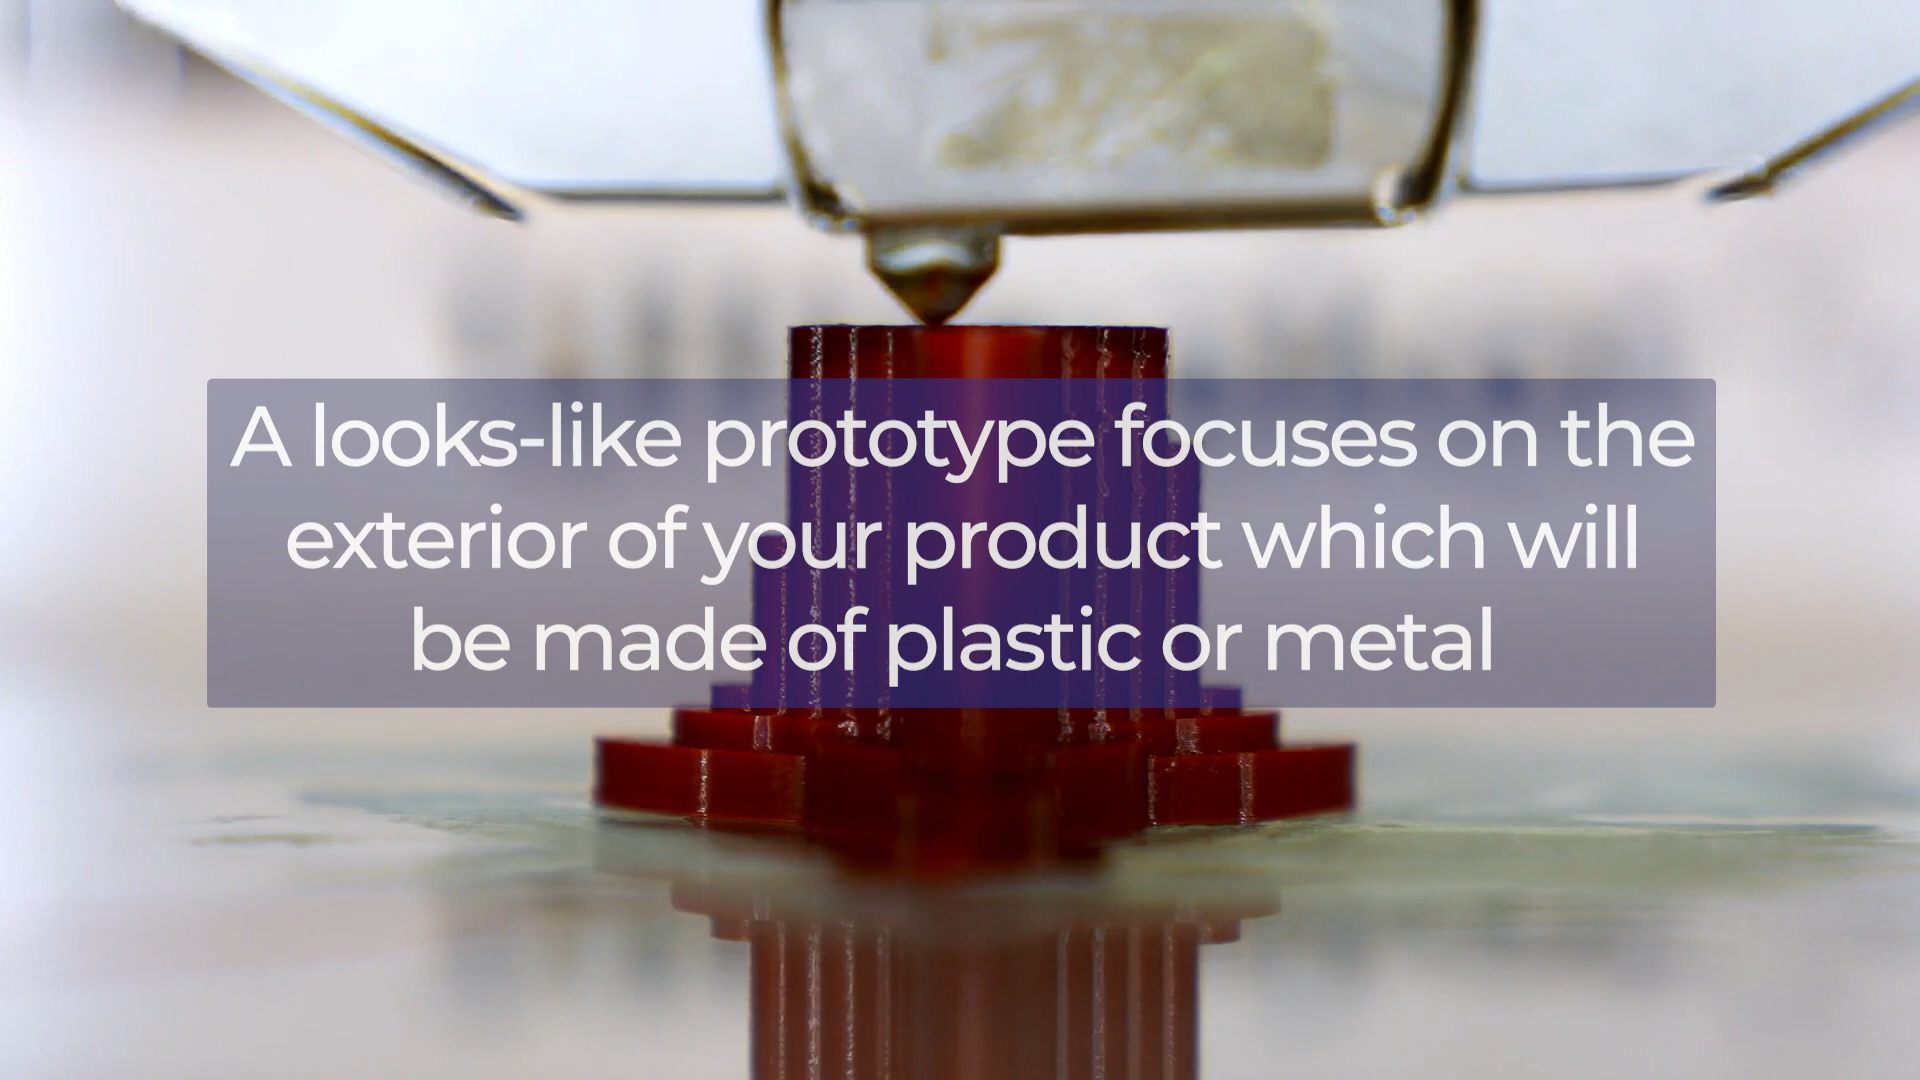 A looks-like prototype focuses on the
exterior of your product which will
be made of plastic or metal